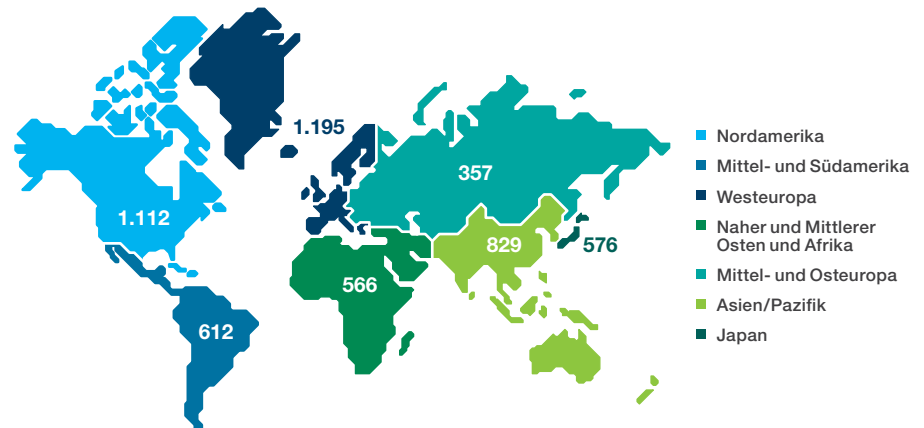 1.195
357
1.112
829
576
566
612
Nordamerika
Mittel- und Südamerika
Westeuropa
Naher und Mittlerer
Osten und Afrika
Mittel- und Osteuropa
Asien/Pazifik
Japan